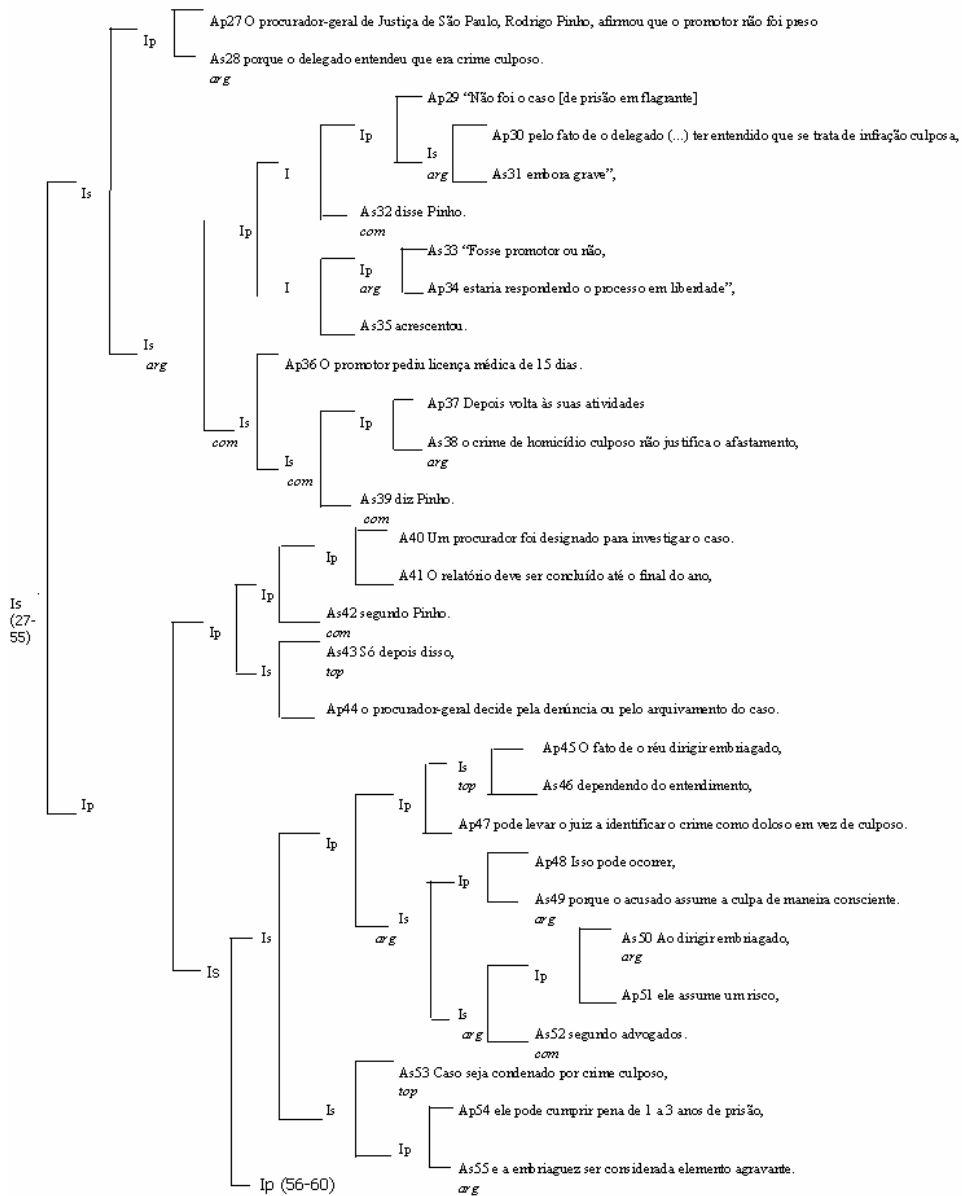 Ap27 O procurador-geral de Justiça de São Paulo, Rodrigo Pinho, afirmou que o promotor não foi preso
Ip
As28 porque o delegado entendeu que era crime culposo.
arg
Ap29 “Não foi o caso [de prisão em flagrante]
Ip
Ap30 pelo fato de o delegado (...) ter entendido que se trata de infração culposa,
Is
arg
As31 embora grave”,
I
Is
As32 disse Pinho.
com
Ip
As33 “Fosse promotor ou não,
Ip
arg
I
Ap34 estaria respondendo o processo em liberdade”,
As35 acrescentou.
Is
arg
Ap36 O promotor pediu licença médica de 15 dias.
Ap37 Depois volta às suas atividades
Ip
Is
com
As38 o crime de homicídio culposo não justifica o afastamento,
arg
Is
com
As39 diz Pinho.
com
A40 Um procurador foi designado para investigar o caso.
Ip
A41 O relatório deve ser concluído até o final do ano,
Ip
Is
(27-
55)
As42 segundo Pinho.
com
Ip
As43 Só depois disso,
top
Is
Ap44 o procurador-geral decide pela denúncia ou pelo arquivamento do caso.
Ap45 O fato de o réu dirigir embriagado,
Is
top
As46 dependendo do entendimento,
Ip
Ip
Ap47 pode levar o juiz a identificar o crime como doloso em vez de culposo.
Ip
Ap48 Isso pode ocorrer,
Ip
As49 porque o acusado assume a culpa de maneira consciente.
arg
Is
arg
Is
As50 Ao dirigir embriagado,
arg
Is
Ip
Ap51 ele assume um risco,
Is
arg
As52 segundo advogados.
com
As53 Caso seja condenado por crime culposo,
top
Is
Ap54 ele pode cumprir pena de 1 a 3 anos de prisão,
Ip
As55 e a embriaguez ser considerada elemento agravante.
arg
Ip (56-60)